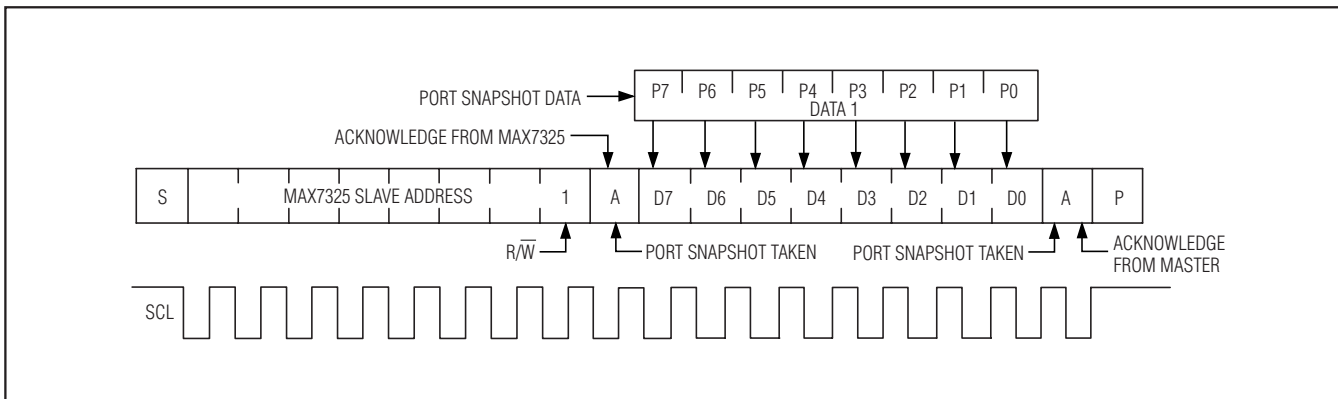 P7 P6 P5 P4 P3 P2 P1 P0
PORT SNAPSHOT DATA
DATA 1
ACKNOWLEDGE FROM MAX7325
S MAX7325 SLAVE ADDRESS 1 A D7 D6 D5 D4 D3 D2 D1 D0 A P
R/W̅ PORT SNAPSHOT TAKEN PORT SNAPSHOT TAKEN ACKNOWLEDGE
FROM MASTER
SCL